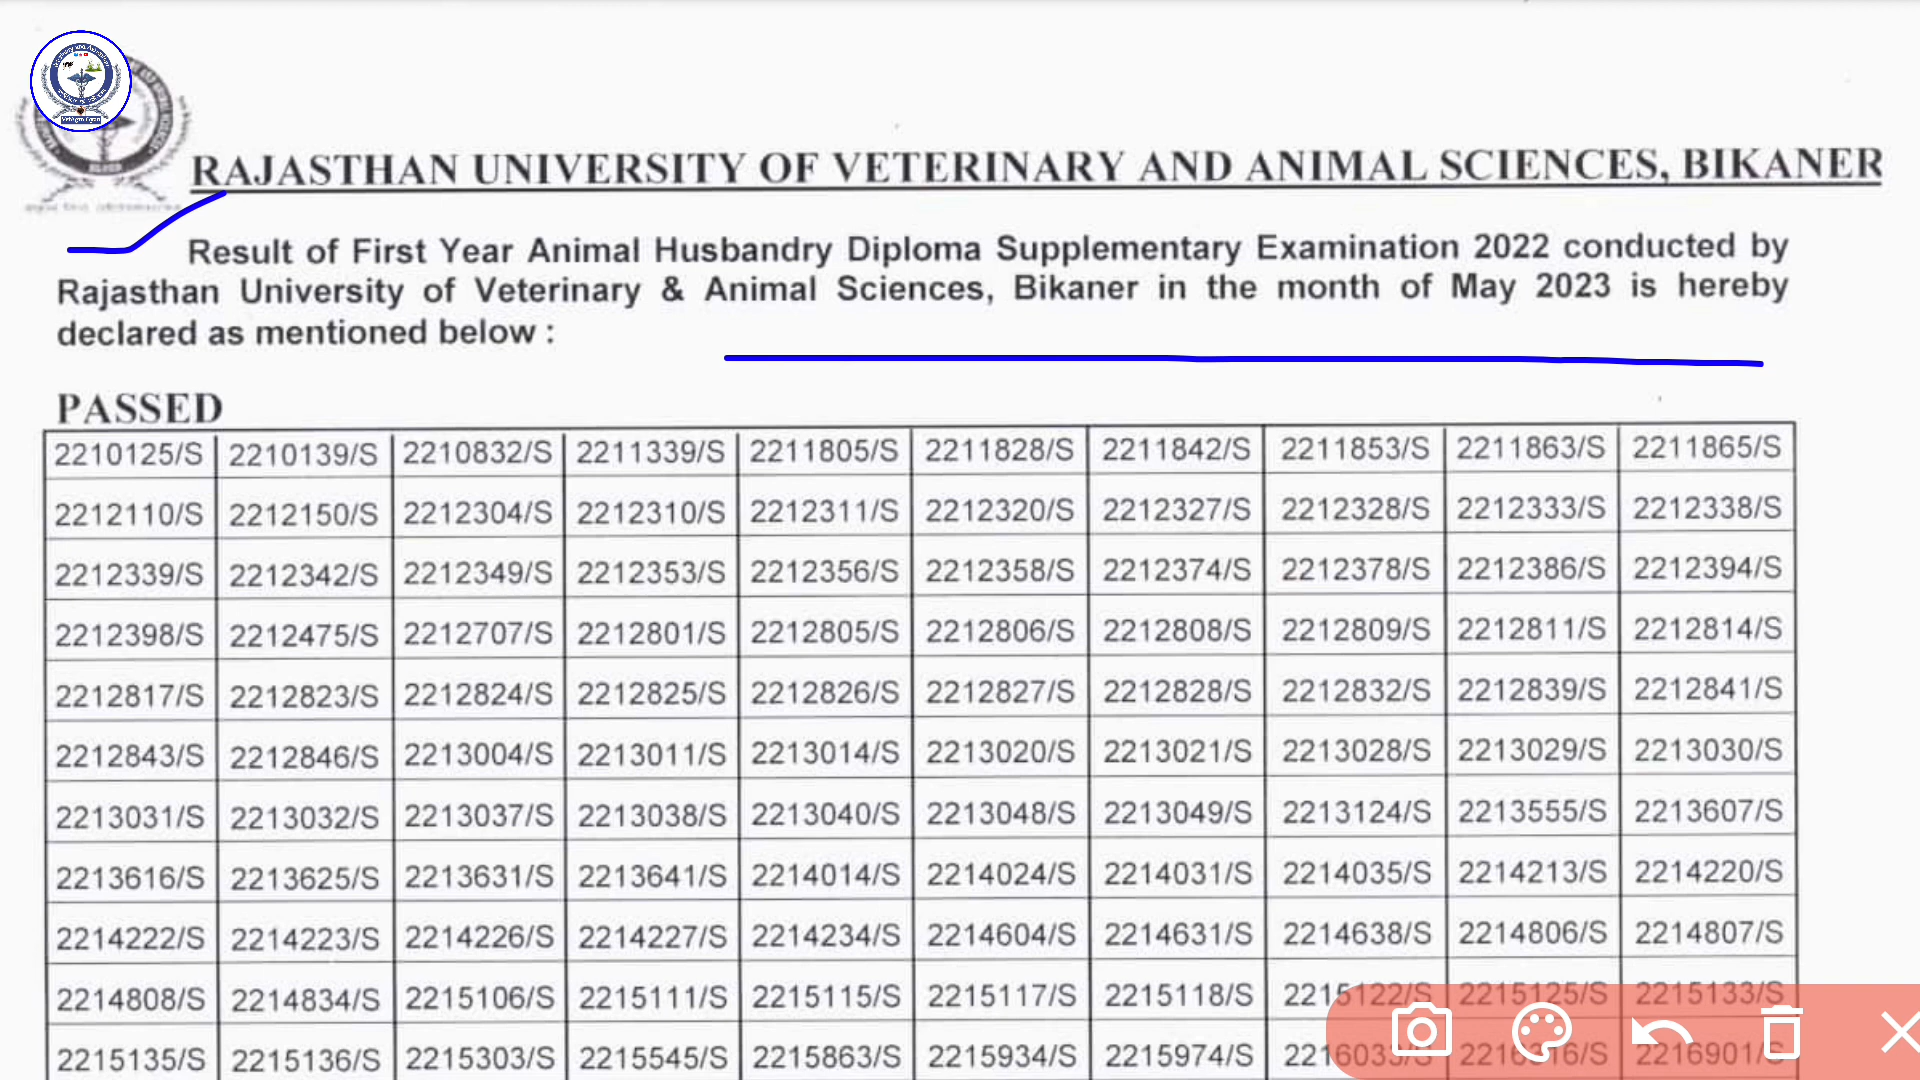 RAJASTHAN UNIVERSITY OF VETERINARY AND ANIMAL SCIENCES, BIKANER
Result of First Year Animal Husbandry Diploma Supplementary Examination 2022 conducted by
Rajasthan University of Veterinary & Animal Sciences, Bikaner in the month of May 2023 is hereby
declared as mentioned below :
PASSED
2210125/S 2210139/S 2210832/S 2211339/S 2211805/S 2211828/S 2211842/S 2211853/S 2211863/S 2211865/S
2212110/S 2212150/S 2212304/S 2212310/S 2212311/S 2212320/S 2212327/S 2212328/S 2212333/S 2212338/S
2212339/S 2212342/S 2212349/S 2212353/S 2212356/S 2212358/S 2212374/S 2212378/S 2212386/S 2212394/S
2212398/S 2212475/S 2212707/S 2212801/S 2212805/S 2212806/S 2212808/S 2212809/S 2212811/S 2212814/S
2212817/S 2212823/S 2212824/S 2212825/S 2212826/S 2212827/S 2212828/S 2212832/S 2212839/S 2212841/S
2212843/S 2212846/S 2213004/S 2213011/S 2213014/S 2213020/S 2213021/S 2213028/S 2213029/S 2213030/S
2213031/S 2213032/S 2213037/S 2213038/S 2213040/S 2213048/S 2213049/S 2213124/S 2213555/S 2213607/S
2213616/S 2213625/S 2213631/S 2213641/S 2214014/S 2214024/S 2214031/S 2214035/S 2214213/S 2214220/S
2214222/S 2214223/S 2214226/S 2214227/S 2214234/S 2214604/S 2214631/S 2214638/S 2214806/S 2214807/S
2214808/S 2214834/S 2215106/S 2215111/S 2215115/S 2215117/S 2215118/S 2215122/S 2215125/S 2215133/S
2215135/S 2215136/S 2215303/S 2215545/S 2215863/S 2215934/S 2215974/S 2216901/S